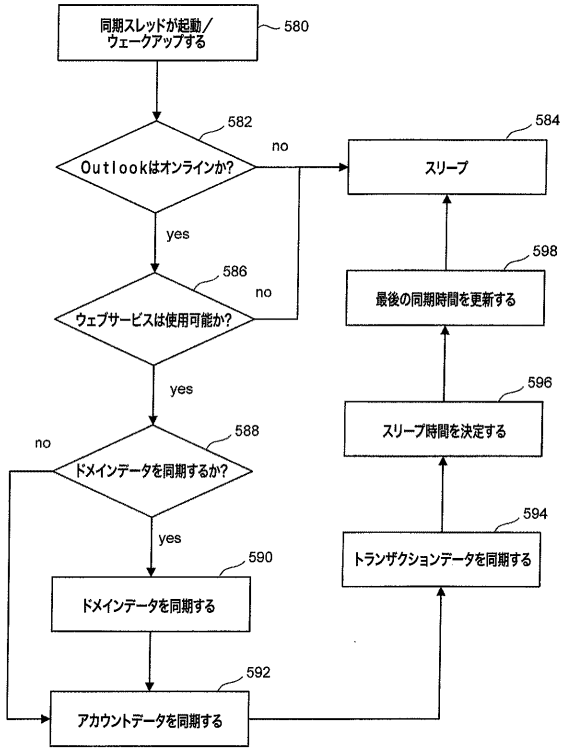 同期スレッドが起動／
ウェークアップする
580
582
Outlookはオンラインか?
no
584
スリープ
yes
586
ウェブサービスは使用可能か?
no
598
最後の同期時間を更新する
yes
596
スリープ時間を決定する
588
no
ドメインデータを同期するか?
yes
594
トランザクションデータを同期する
590
ドメインデータを同期する
592
アカウントデータを同期する